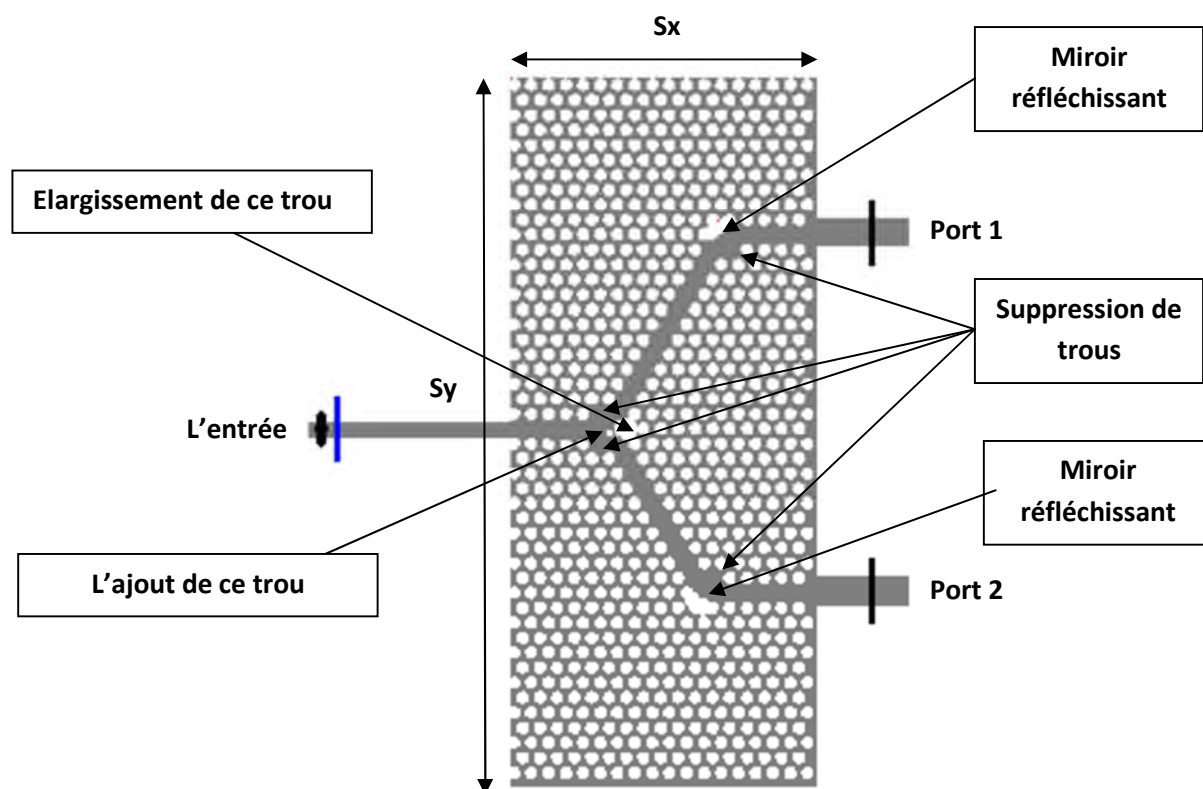 Sx
Miroir
réfléchissant
Elargissement de ce trou
Port 1
Suppression de
trous
Sy
L’entrée
Miroir
réfléchissant
L’ajout de ce trou
Port 2